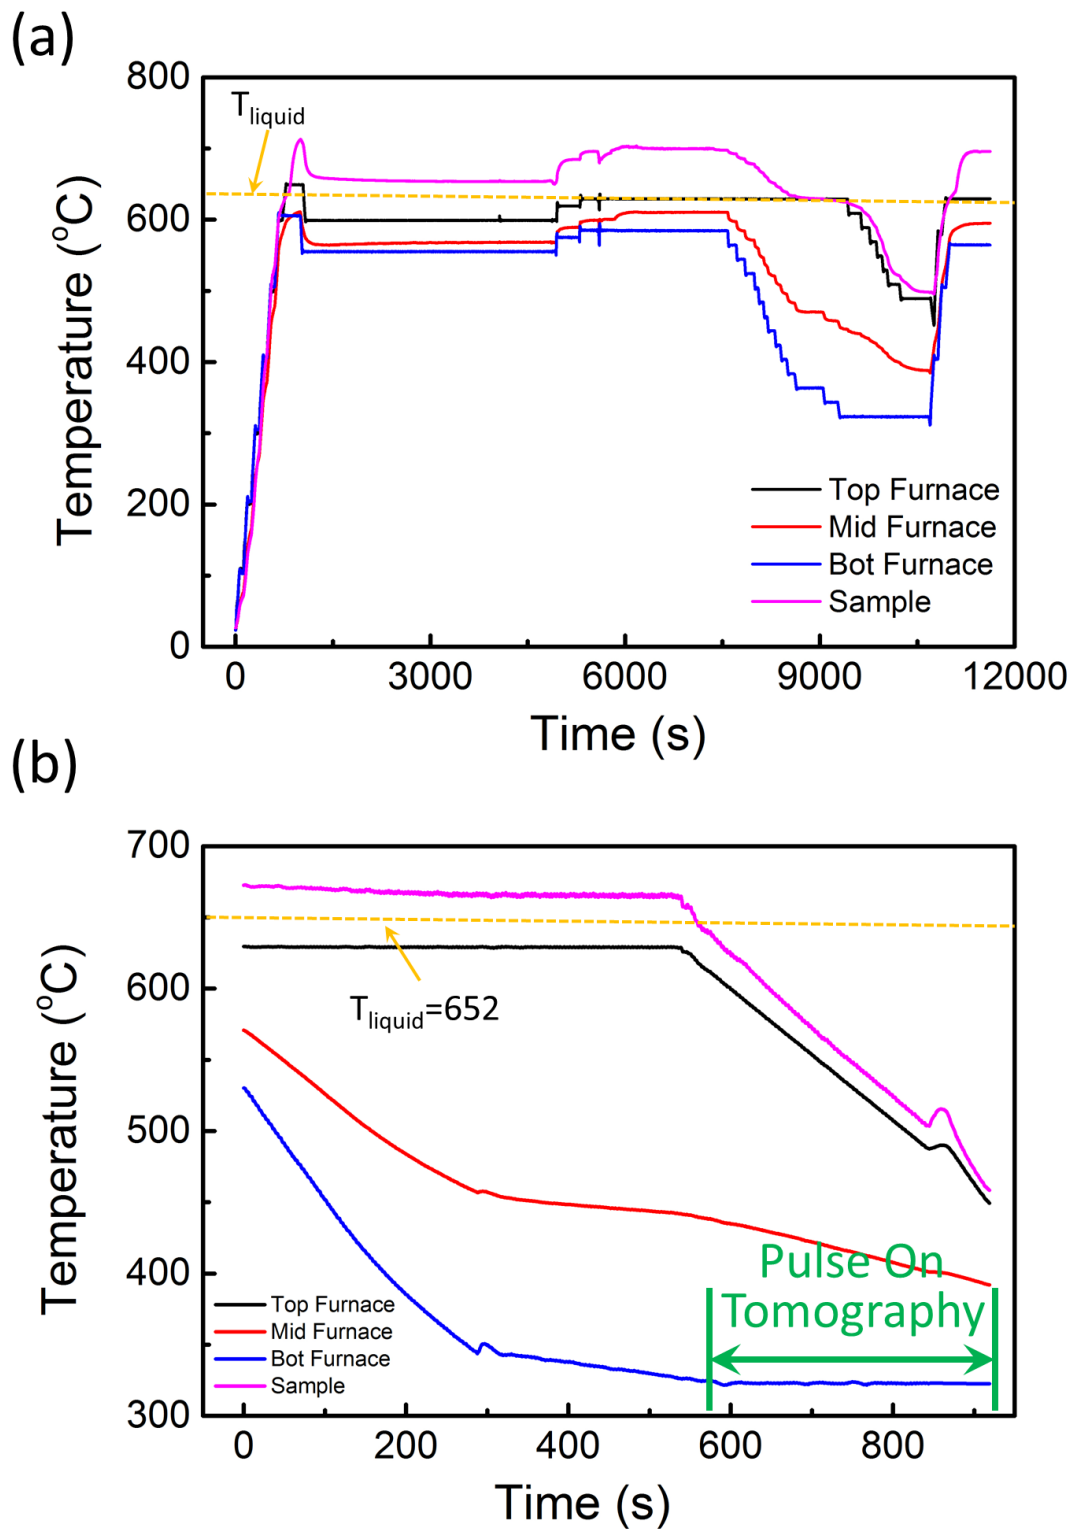 (a)
800
600
400
200
0
Temperature (°C)
T_liquid
Top Furnace
Mid Furnace
Bot Furnace
Sample
0 3000 6000 9000 12000
Time (s)
(b)
700
600
500
400
300
Temperature (°C)
T_liquid=652
Pulse On
Tomography
Top Furnace
Mid Furnace
Bot Furnace
Sample
0 200 400 600 800
Time (s)